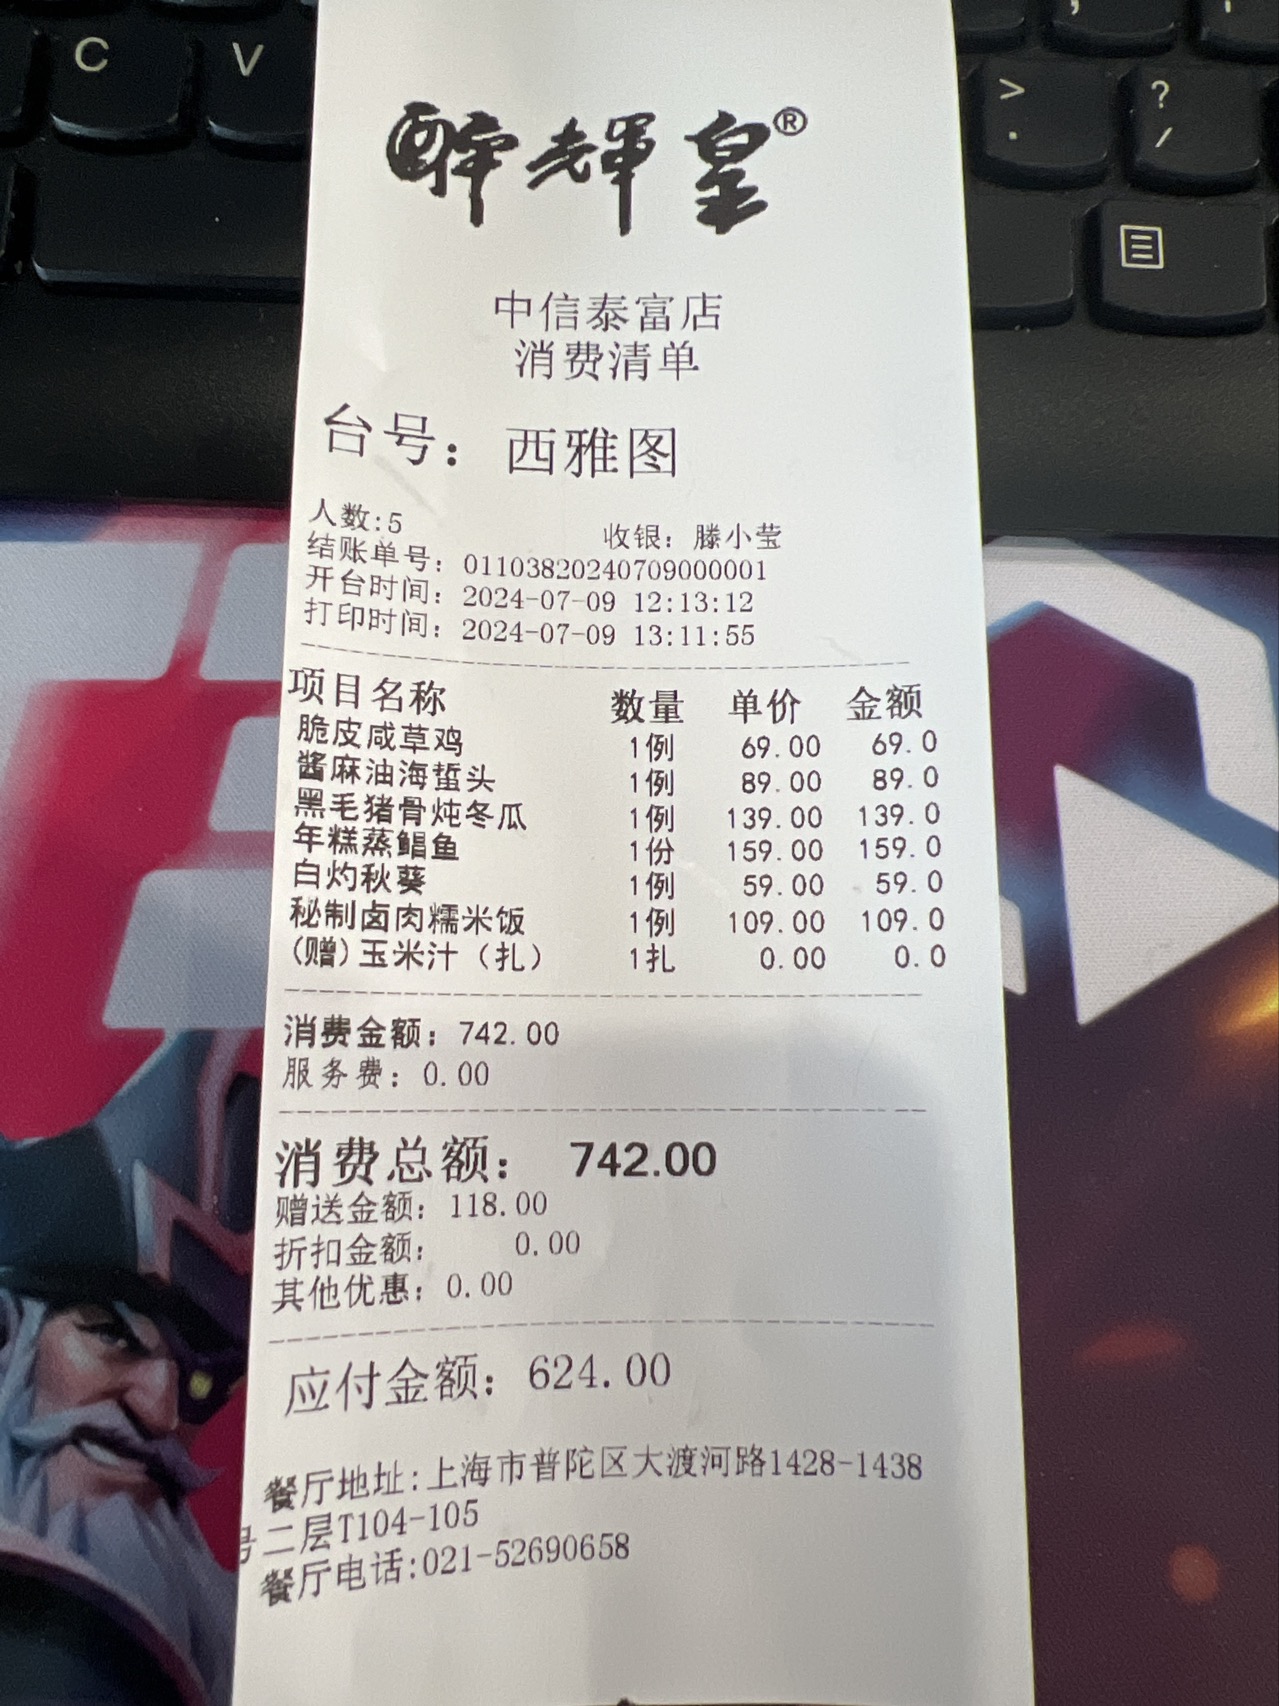 C V > . ? /
醉辉皇®
中信泰富店
消费清单
台号： 西雅图
人数:5 收银：滕小莹
结账单号：01103820240709000001
开台时间：2024-07-09 12:13:12
打印时间：2024-07-09 13:11:55
项目名称 数量 单价 金额
脆皮咸草鸡 1例 69.00 69.0
酱麻油海蜇头 1例 89.00 89.0
黑毛猪骨炖冬瓜 1例 139.00 139.0
年糕蒸鲳鱼 1份 159.00 159.0
白灼秋葵 1例 59.00 59.0
秘制卤肉糯米饭 1例 109.00 109.0
(赠)玉米汁（扎） 1扎 0.00 0.0
消费金额：742.00
服务费：0.00
消费总额： 742.00
赠送金额：118.00
折扣金额： 0.00
其他优惠：0.00
应付金额：624.00
餐厅地址:上海市普陀区大渡河路1428-1438
号二层T104-105
餐厅电话:021-52690658